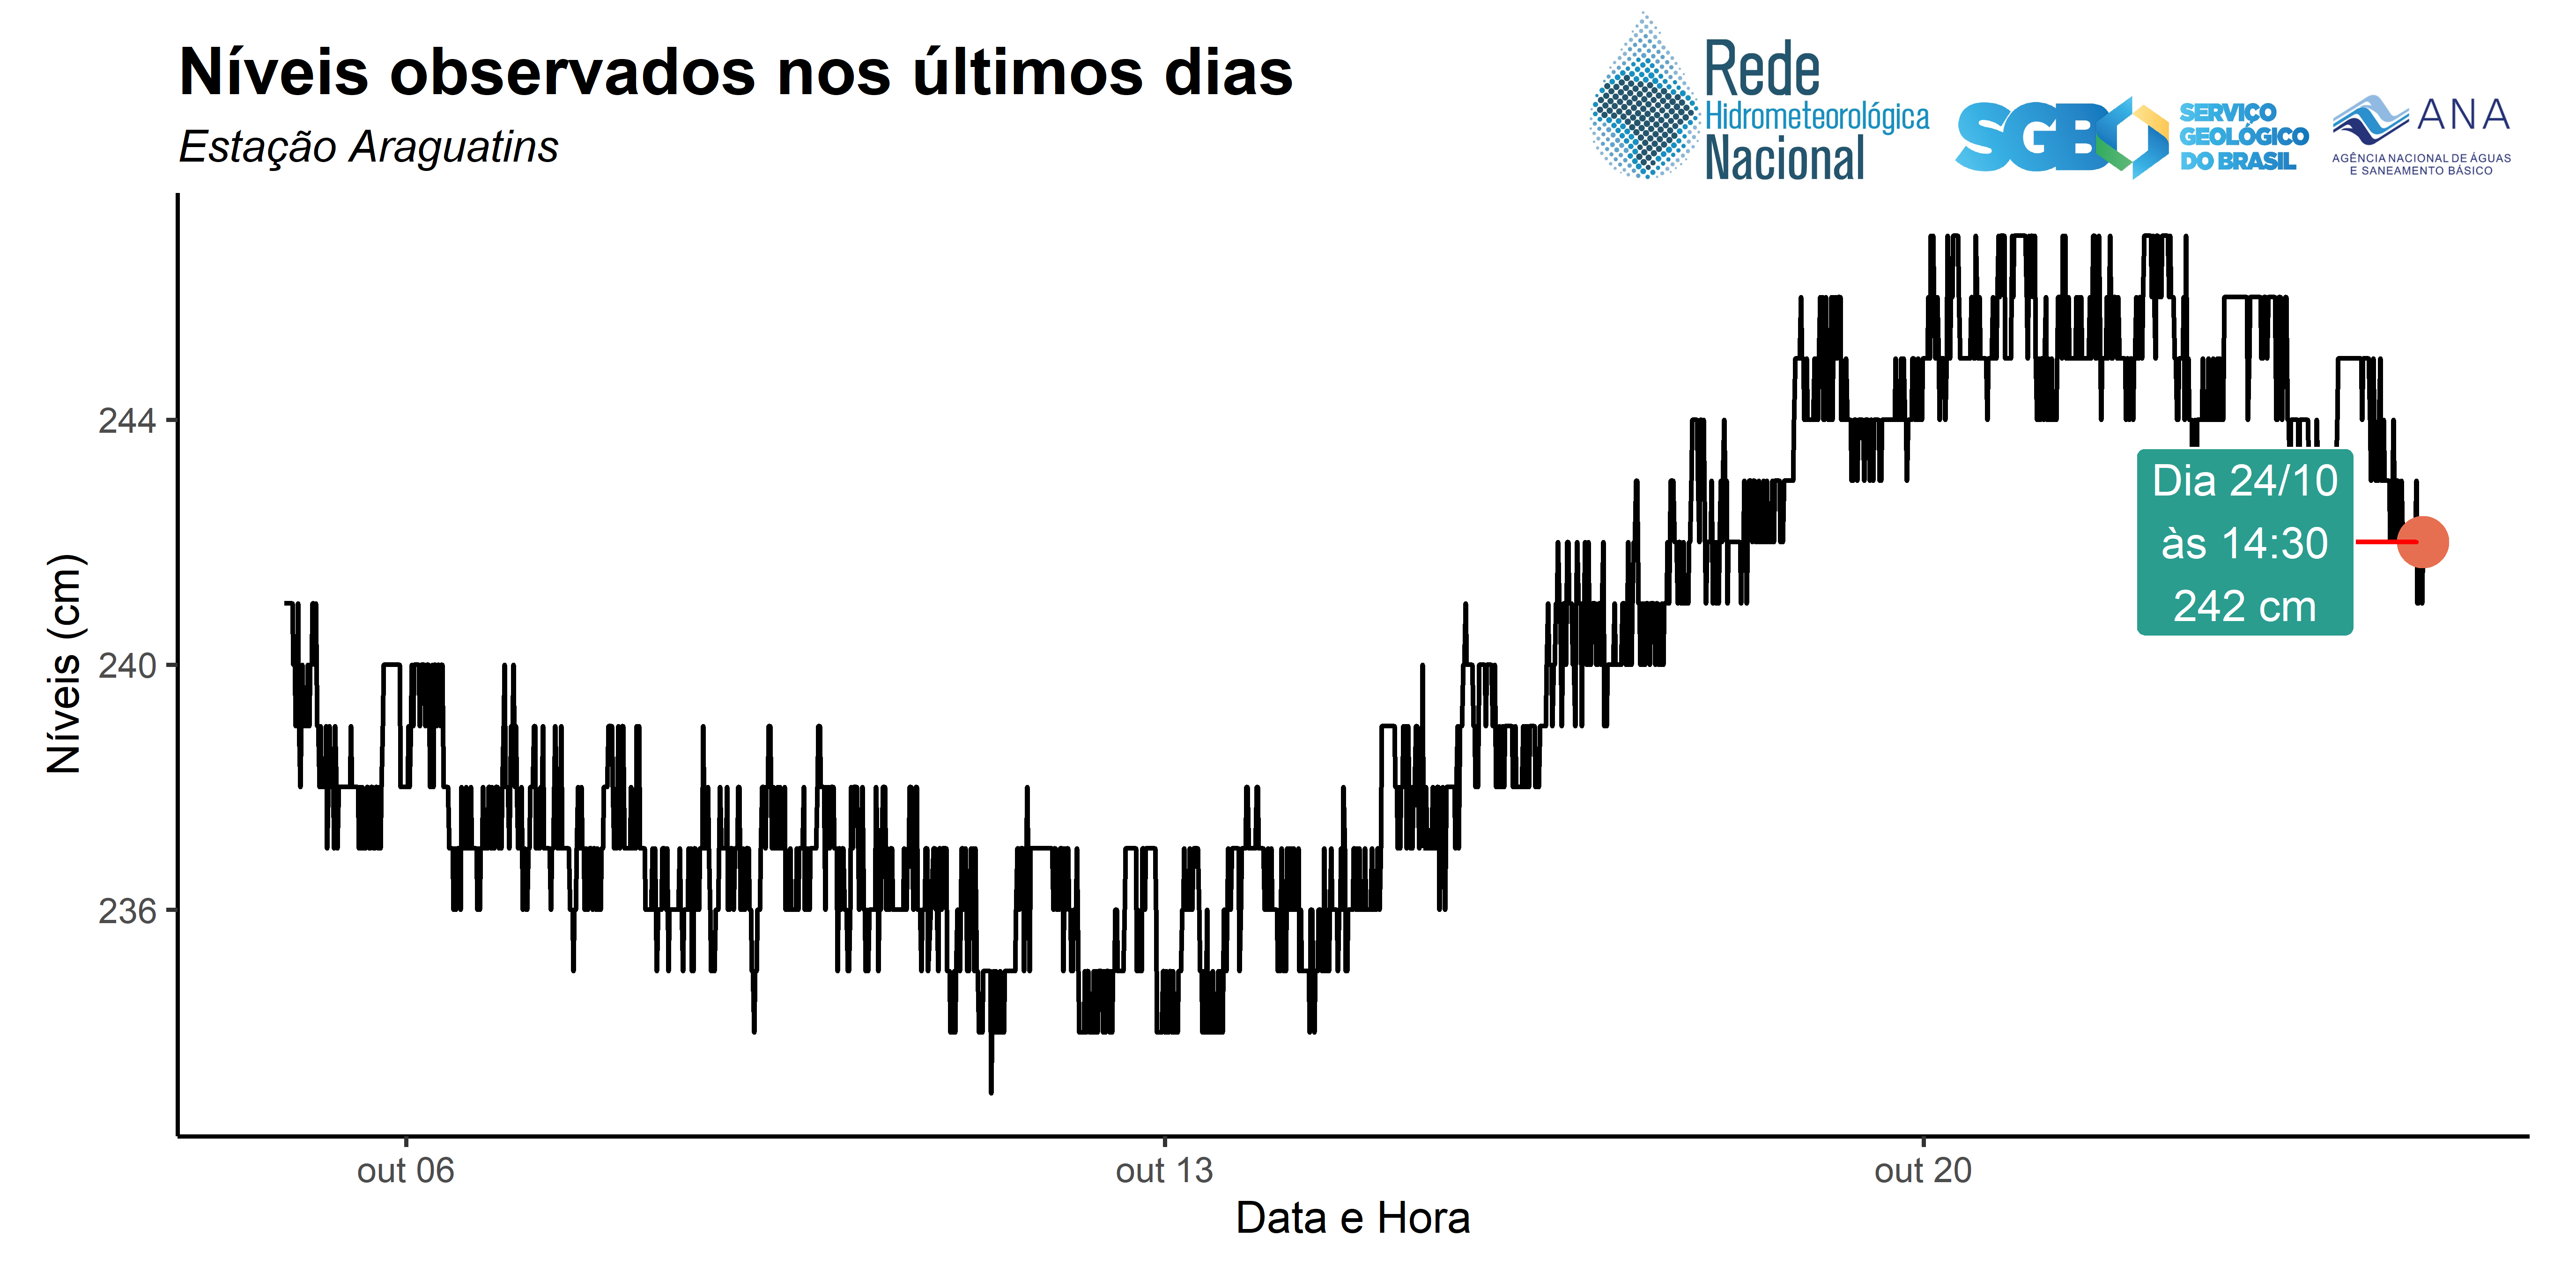 Níveis observados nos últimos dias
Estação Araguatins
Rede
Hidrometeorológica
Nacional
SGB
SERVIÇO
GEOLÓGICO
DO BRASIL
ANA
AGÊNCIA NACIONAL DE ÁGUAS
E SANEAMENTO BÁSICO
Níveis (cm)
244
240
236
Dia 24/10
às 14:30
242 cm
out 06
out 13
out 20
Data e Hora